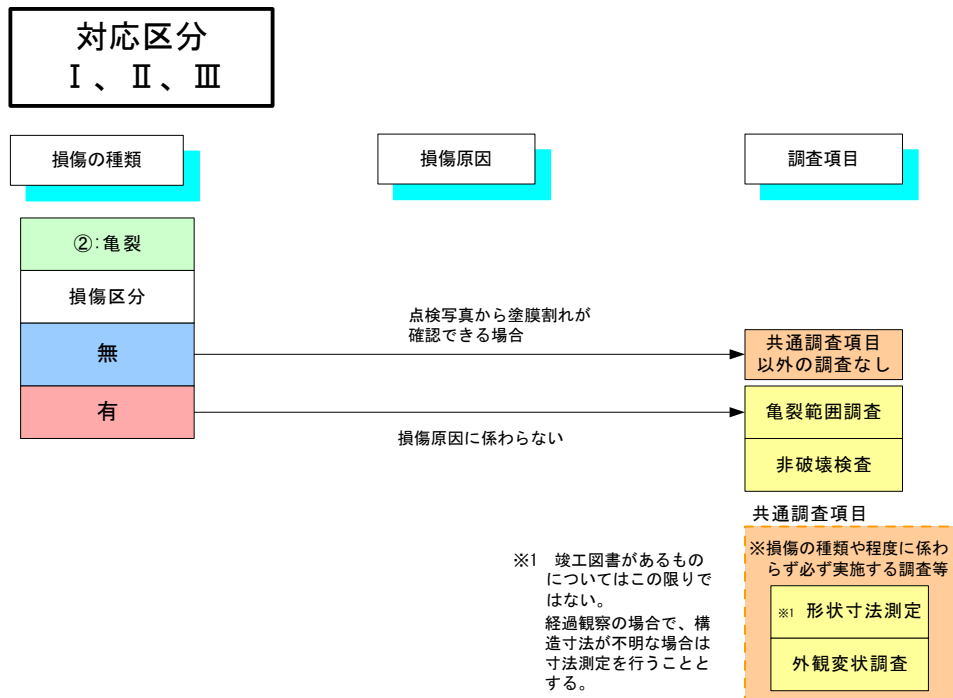 対応区分
Ⅰ、Ⅱ、Ⅲ
損傷の種類
損傷原因
調査項目
②:亀裂
損傷区分
無
点検写真から塗膜割れが
確認できる場合
共通調査項目
以外の調査なし
有
損傷原因に係わらない
亀裂範囲調査
非破壊検査
共通調査項目
※損傷の種類や程度に係わ
らず必ず実施する調査等
※1 形状寸法測定
外観変状調査
※1 竣工図書があるもの
についてはこの限りで
はない。
経過観察の場合で、構
造寸法が不明な場合は
寸法測定を行うことと
する。